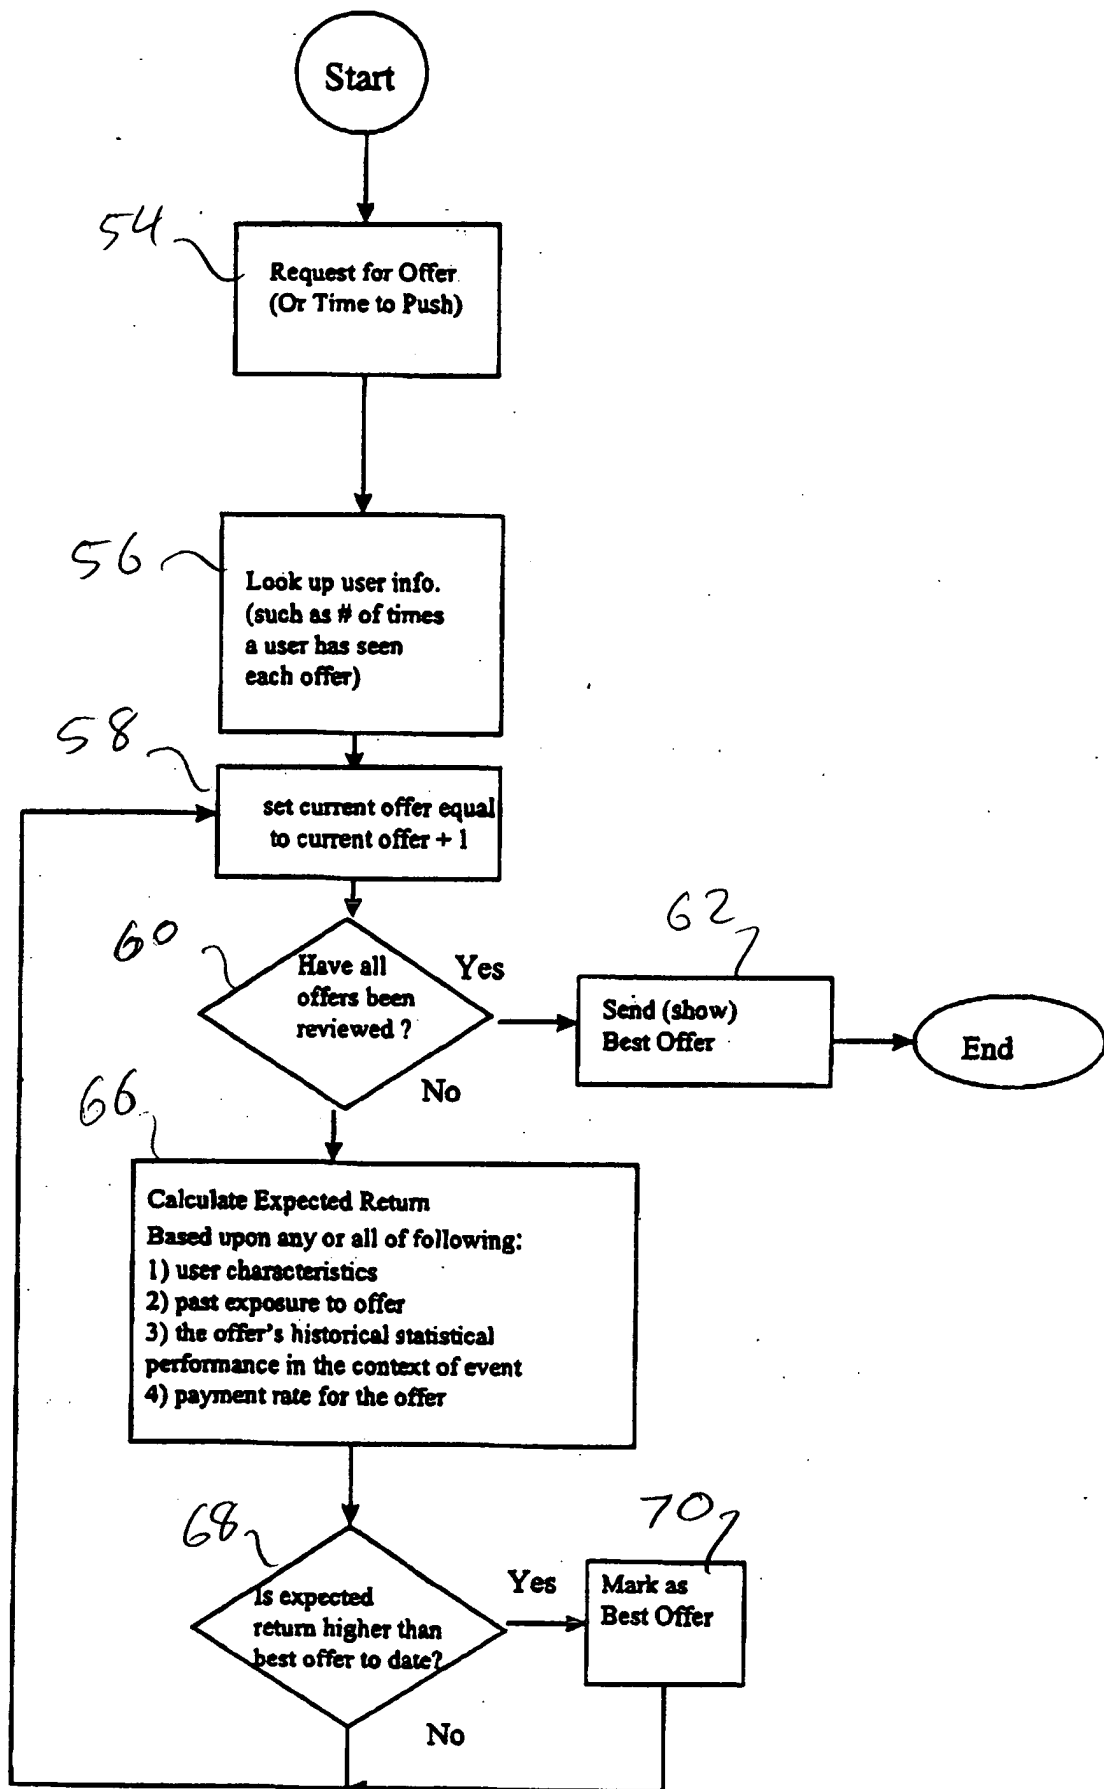 Start
54
Request for Offer
(Or Time to Push)
56
Look up user info.
(such as # of times
a user has seen
each offer)
58
set current offer equal
to current offer + 1
60
Have all
offers been
reviewed ?
Yes
62
Send (show)
Best Offer
End
No
66
Calculate Expected Return
Based upon any or all of following:
1) user characteristics
2) past exposure to offer
3) the offer's historical statistical
performance in the context of event
4) payment rate for the offer
68
Is expected
return higher than
best offer to date?
Yes
70
Mark as
Best Offer
No